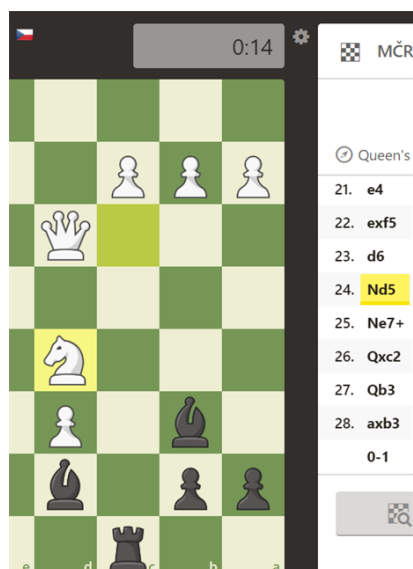 0:14
MČR
Queen's
21. e4
22. exf5
23. d6
24. Nd5
25. Ne7+
26. Qxc2
27. Qb3
28. axb3
0-1
e d c b a